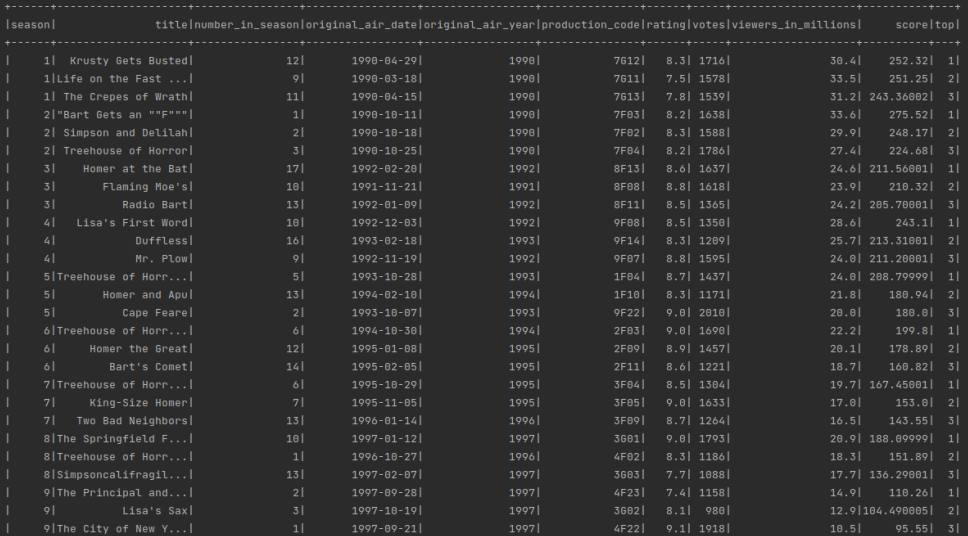 +------+--------------------+----------------+-----------------+-----------------+---------------+------+-----+-------------------+----------+---+
|season|               title|number_in_season|original_air_date|original_air_year|production_code|rating|votes|viewers_in_millions|     score|top|
+------+--------------------+----------------+-----------------+-----------------+---------------+------+-----+-------------------+----------+---+
|     1|  Krusty Gets Busted|              12|       1990-04-29|             1990|           7G12|   8.3| 1716|               30.4|    252.32|  1|
|     1|Life on the Fast ...|               9|       1990-03-18|             1990|           7G11|   7.5| 1578|               33.5|    251.25|  2|
|     1| The Crepes of Wrath|              11|       1990-04-15|             1990|           7G13|   7.8| 1539|               31.2| 243.36002|  3|
|     2|"Bart Gets an ""F"""|               1|       1990-10-11|             1990|           7F03|   8.2| 1638|               33.6|    275.52|  1|
|     2| Simpson and Delilah|               2|       1990-10-18|             1990|           7F02|   8.3| 1588|               29.9|    248.17|  2|
|     2|  Treehouse of Horror|               3|       1990-10-25|             1990|           7F04|   8.2| 1786|               27.4|    224.68|  3|
|     3|    Homer at the Bat|              17|       1992-02-20|             1992|           8F13|   8.6| 1637|               24.6| 211.56001|  1|
|     3|       Flaming Moe's|              10|       1991-11-21|             1991|           8F08|   8.8| 1618|               23.9|    210.32|  2|
|     3|          Radio Bart|              13|       1992-01-09|             1992|           8F11|   8.5| 1365|               24.2| 205.70001|  3|
|     4|   Lisa's First Word|              10|       1992-12-03|             1992|           9F08|   8.5| 1350|               28.6|     243.1|  1|
|     4|            Duffless|              16|       1993-02-18|             1993|           9F14|   8.3| 1209|               25.7| 213.31001|  2|
|     4|            Mr. Plow|               9|       1992-11-19|             1992|           9F07|   8.8| 1595|               24.0| 211.20001|  3|
|     5|Treehouse of Horr...|               5|       1993-10-28|             1993|           1F04|   8.7| 1437|               24.0| 208.79999|  1|
|     5|       Homer and Apu|              13|       1994-02-10|             1994|           1F10|   8.3| 1171|               21.8|    180.94|  2|
|     5|          Cape Feare|               2|       1993-10-07|             1993|           9F22|   9.0| 2010|               20.0|     180.0|  3|
|     6|Treehouse of Horr...|               6|       1994-10-30|             1994|           2F03|   9.0| 1690|               22.2|     199.8|  1|
|     6|     Homer the Great|              12|       1995-01-08|             1995|           2F09|   8.9| 1457|               20.1|    178.89|  2|
|     6|        Bart's Comet|              14|       1995-02-05|             1995|           2F11|   8.6| 1221|               18.7|    160.82|  3|
|     7|Treehouse of Horr...|               6|       1995-10-29|             1995|           3F04|   8.5| 1304|               19.7| 167.45001|  1|
|     7|     King-Size Homer|               7|       1995-11-05|             1995|           3F05|   9.0| 1633|               17.0|     153.0|  2|
|     7|   Two Bad Neighbors|              13|       1996-01-14|             1996|           3F09|   8.7| 1264|               16.5|    143.55|  3|
|     8|The Springfield F...|              10|       1997-01-12|             1997|           3G01|   9.0| 1793|               20.9| 188.09999|  1|
|     8|Treehouse of Horr...|               1|       1996-10-27|             1996|           4F02|   8.3| 1186|               18.3|    151.89|  2|
|     8|Simpsoncalifragil...|              13|       1997-02-07|             1997|           3G03|   7.7| 1088|               17.7| 136.29001|  3|
|     9|The Principal and...|               2|       1997-09-28|             1997|           4F23|   7.4| 1158|               14.9|    110.26|  1|
|     9|          Lisa's Sax|               3|       1997-10-19|             1997|           3G02|   8.1|  980|               12.9|104.490005|  2|
|     9|The City of New Y...|               1|       1997-09-21|             1997|           4F22|   9.1| 1918|               10.5|     95.55|  3|